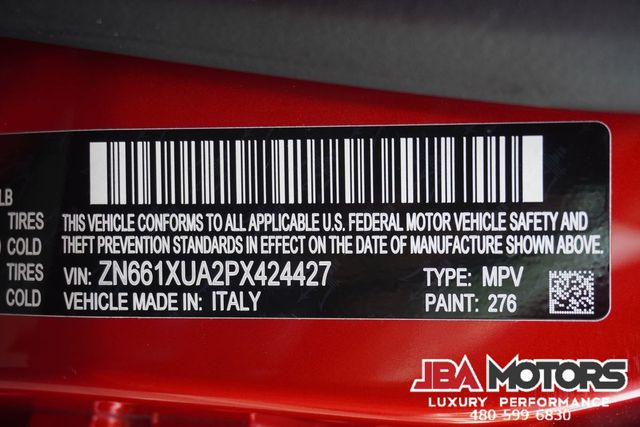 LB
TIRES
COLD
TIRES
COLD
THIS VEHICLE CONFORMS TO ALL APPLICABLE U.S. FEDERAL MOTOR VEHICLE SAFETY AND
THEFT PREVENTION STANDARDS IN EFFECT ON THE DATE OF MANUFACTURE SHOWN ABOVE.
VIN: ZN661XUA2PX424427 TYPE: MPV
VEHICLE MADE IN: ITALY PAINT: 276
JBA MOTORS
LUXURY PERFORMANCE
480 599 6830